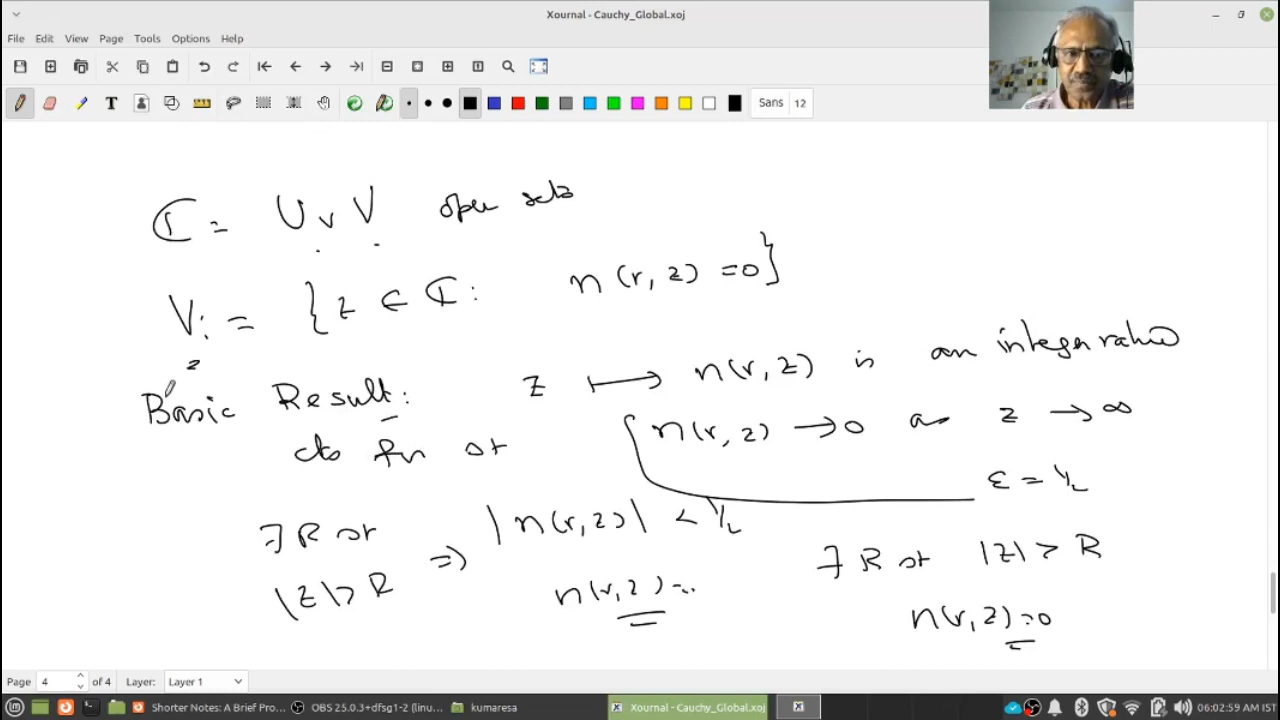 Xournal - Cauchy_Global.xoj
File Edit View Page Tools Options Help
Sans 12
ℂ = U ∪ V open sets
V := { z ∈ ℂ : n(r, z) = 0 }
Basic Result: z ⟼ n(r, z) is an integer valued
cts fn st n(r, z) → 0 as z → ∞
ε = 1/2
∃ R st |z| > R ⇒ |n(r, z)| < 1/2
n(r, z) =
∃ R st |z| > R
n(r, z) = 0
Page 4 of 4 Layer: Layer 1
Shorter Notes: A Brief Pro... OBS 25.0.3+dfsg1-2 (linu... kumaresa Xournal - Cauchy_Global.xoj 06:02:59 AM IST